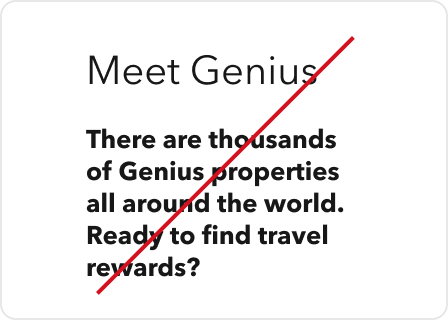 Meet Genius
There are thousands
of Genius properties
all around the world.
Ready to find travel
rewards?